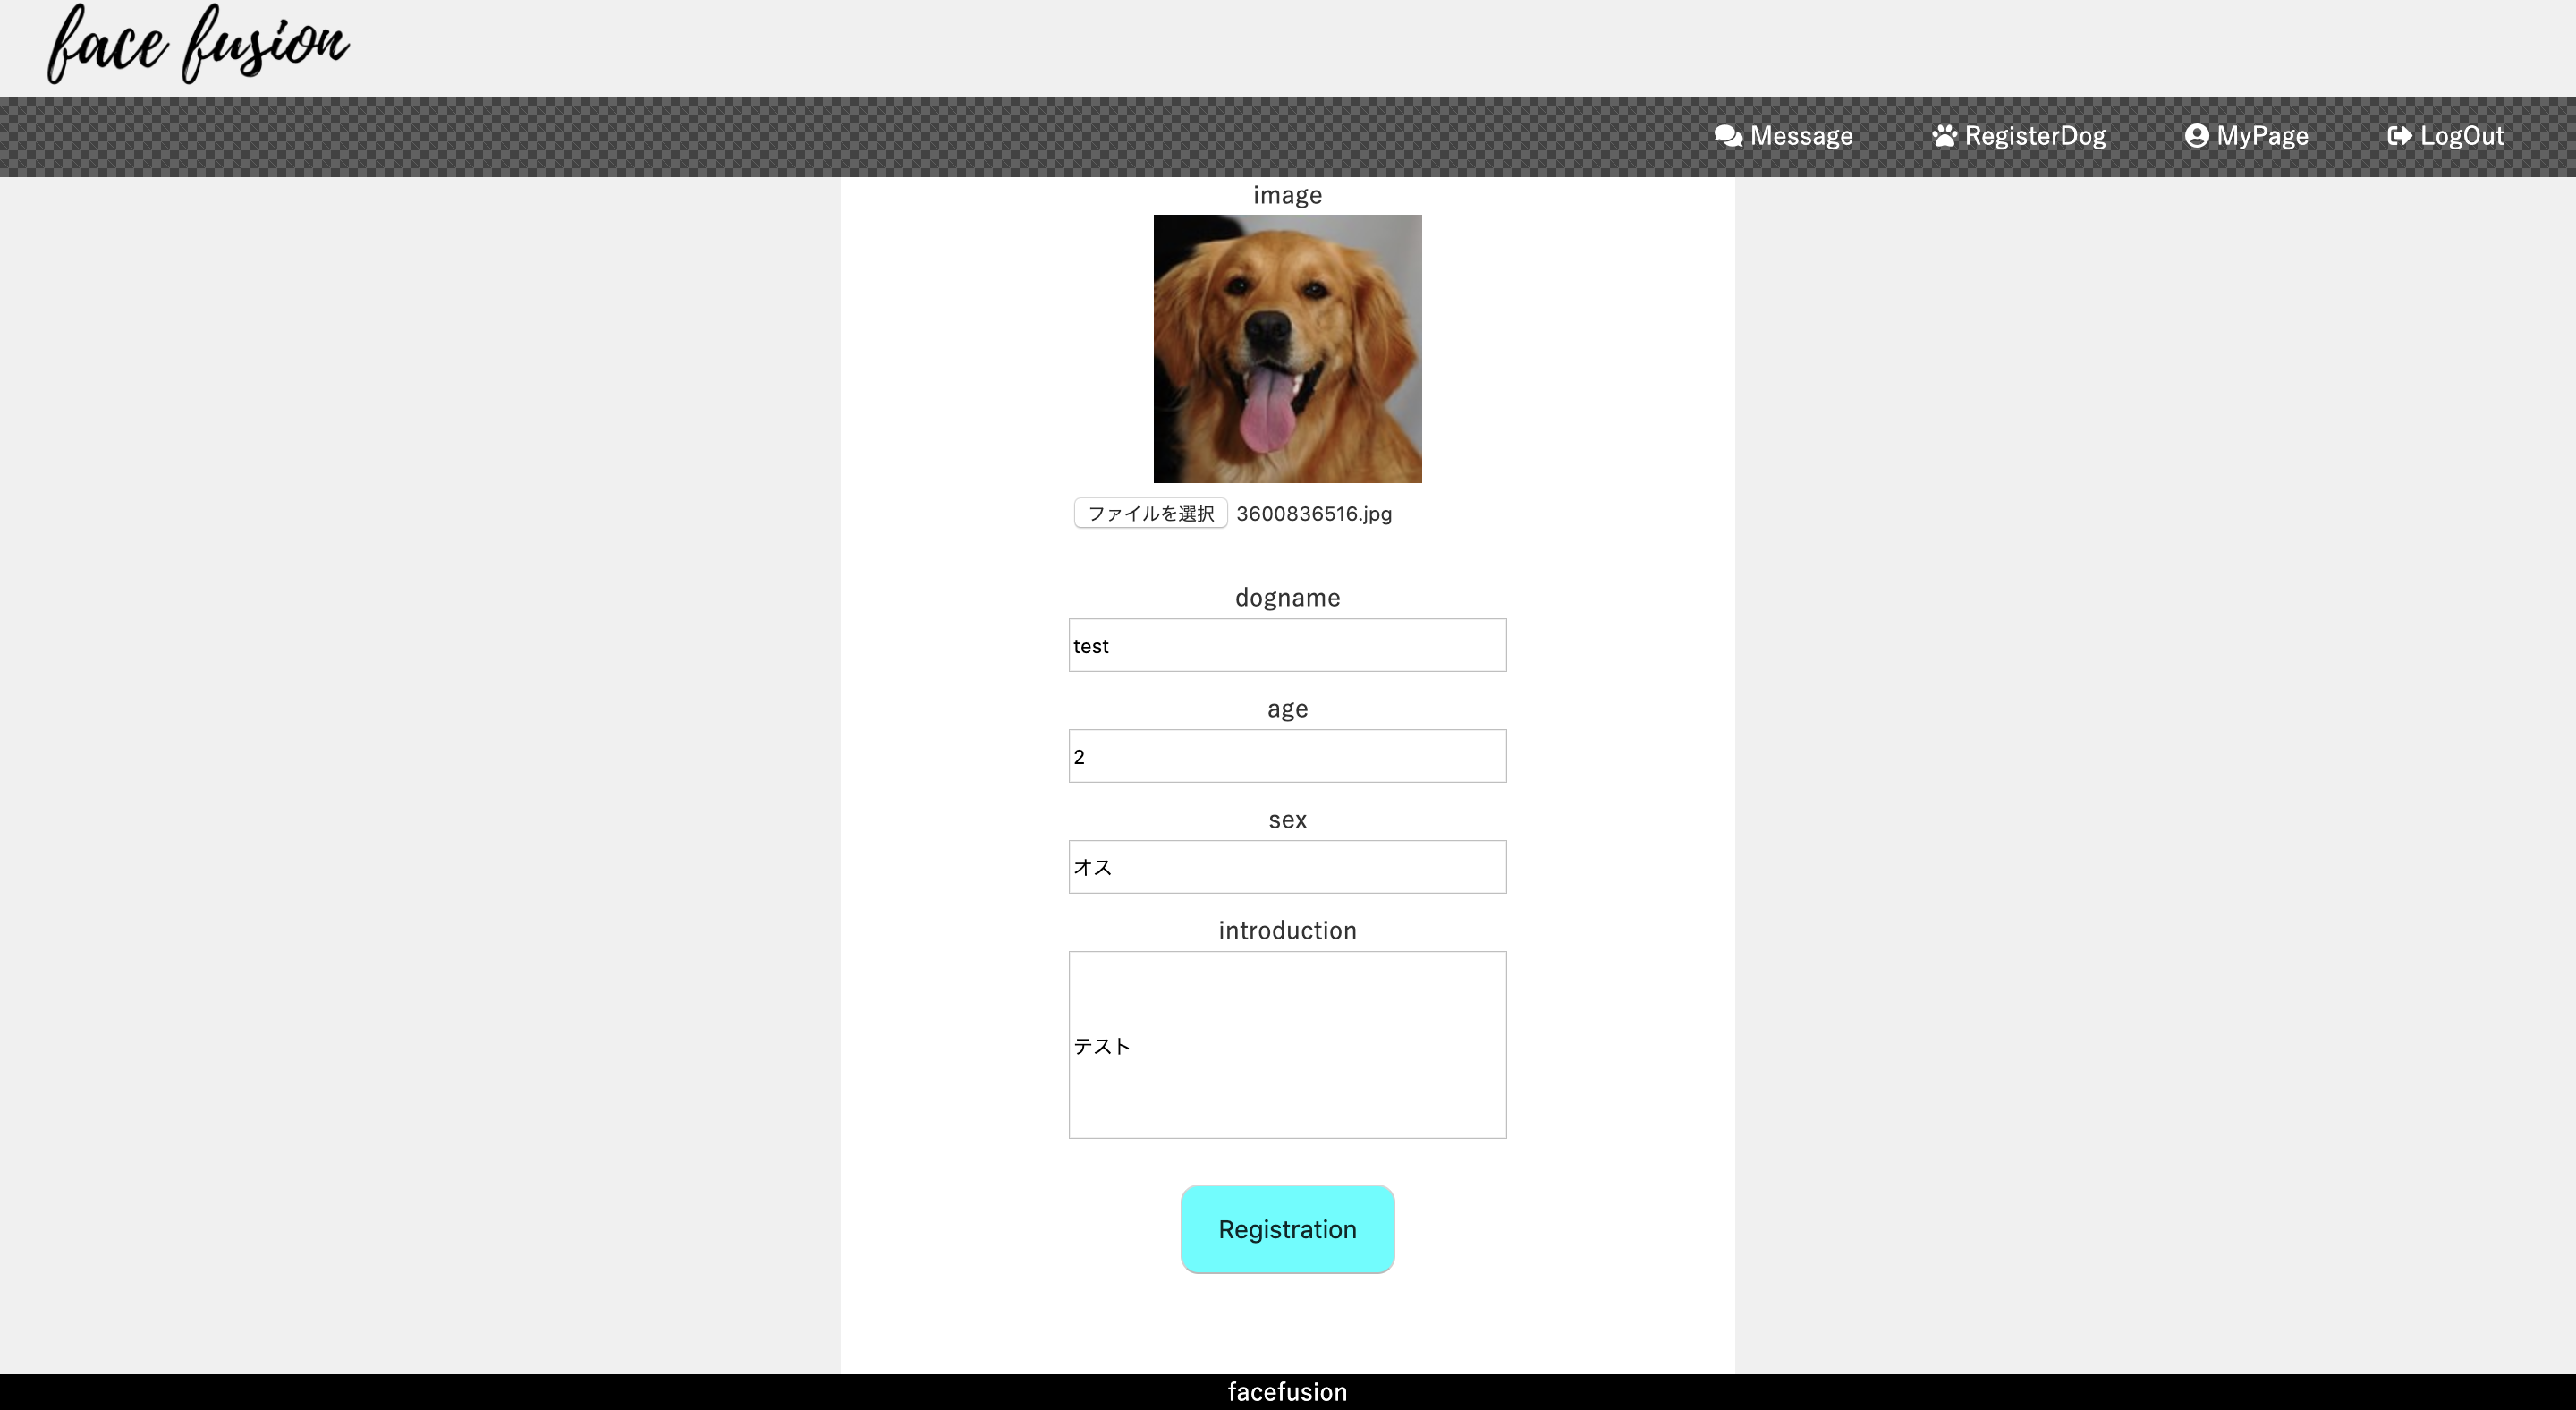 face fusion
Message RegisterDog MyPage LogOut
image
ファイルを選択 3600836516.jpg
dogname
test
age
2
sex
オス
introduction
テスト
Registration
facefusion